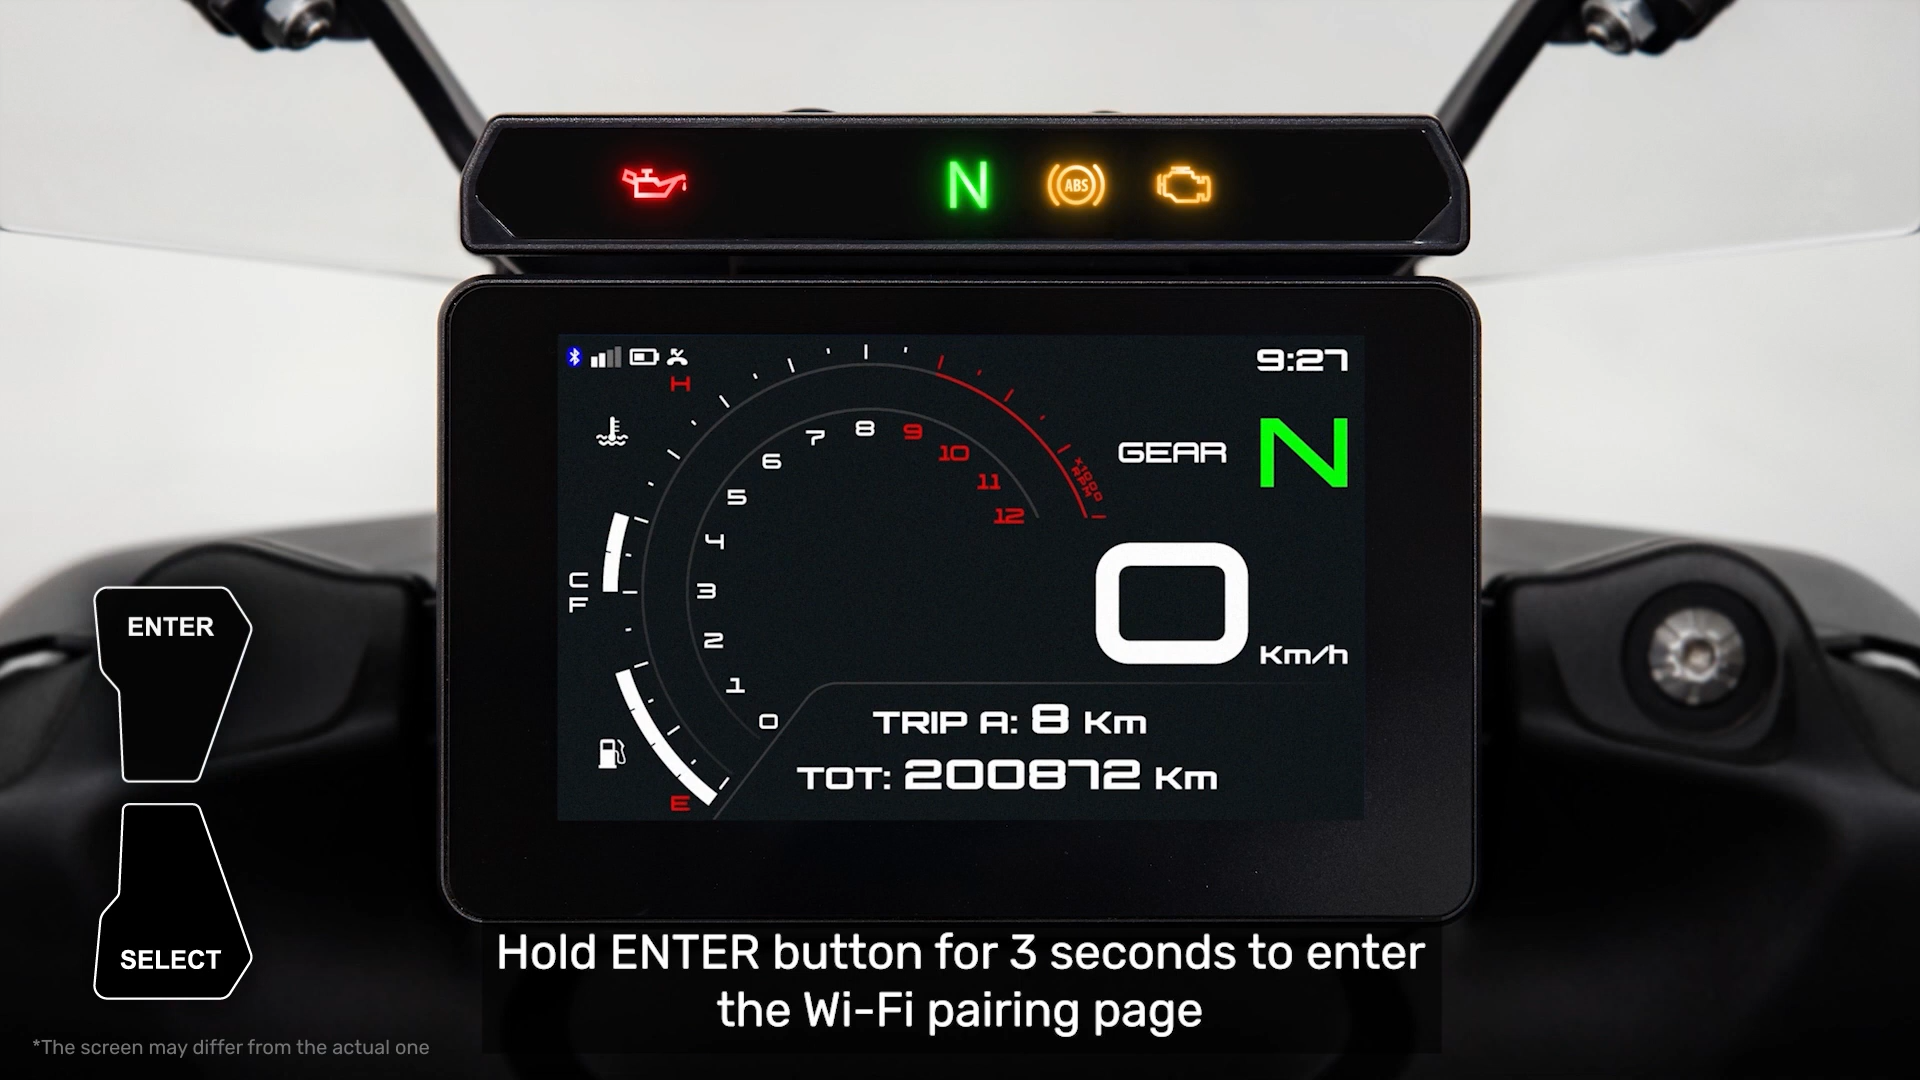 N
ABS
9:27
H
GEAR N
7 8 9
6 10
5 11
12
x1000
RPM
4
C
F
3
2
1
0
0
Km/h
TRIP A: 8 Km
TOT: 200872 Km
E
ENTER
SELECT
Hold ENTER button for 3 seconds to enter
the Wi-Fi pairing page
*The screen may differ from the actual one